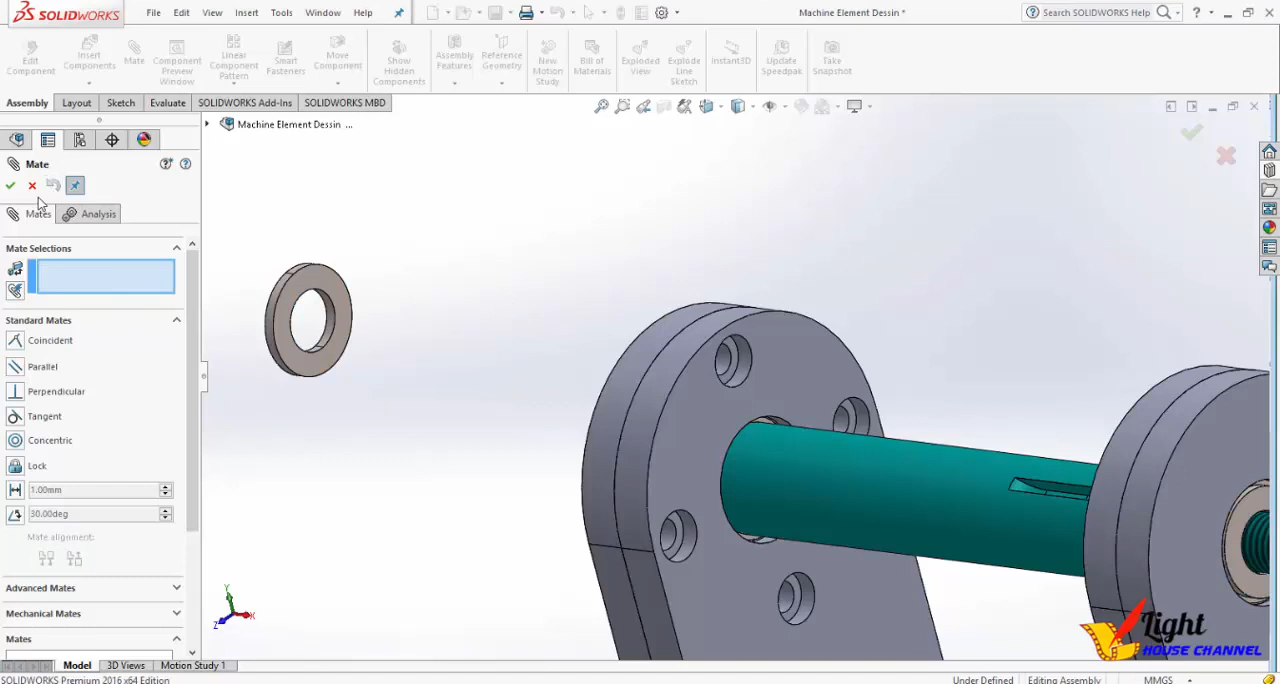 SOLIDWORKS File Edit View Insert Tools Window Help Machine Element Dessin * Search SOLIDWORKS Help
Edit Component
Insert Components
Mate
Component Preview Window
Linear Component Pattern
Smart Fasteners
Move Component
Show Hidden Components
Assembly Features
Reference Geometry
New Motion Study
Bill of Materials
Exploded View
Explode Line Sketch
Instant3D
Update Speedpak
Take Snapshot
Assembly Layout Sketch Evaluate SOLIDWORKS Add-Ins SOLIDWORKS MBD
Machine Element Dessin ...
Mate
Mates Analysis
Mate Selections
Standard Mates
Coincident
Parallel
Perpendicular
Tangent
Concentric
Lock
1.00mm
30.00deg
Mate alignment:
Advanced Mates
Mechanical Mates
Mates
Y
X
Z
Light
HOUSE CHANNEL
Model 3D Views Motion Study 1
SOLIDWORKS Premium 2016 x64 Edition Under Defined Editing Assembly MMGS